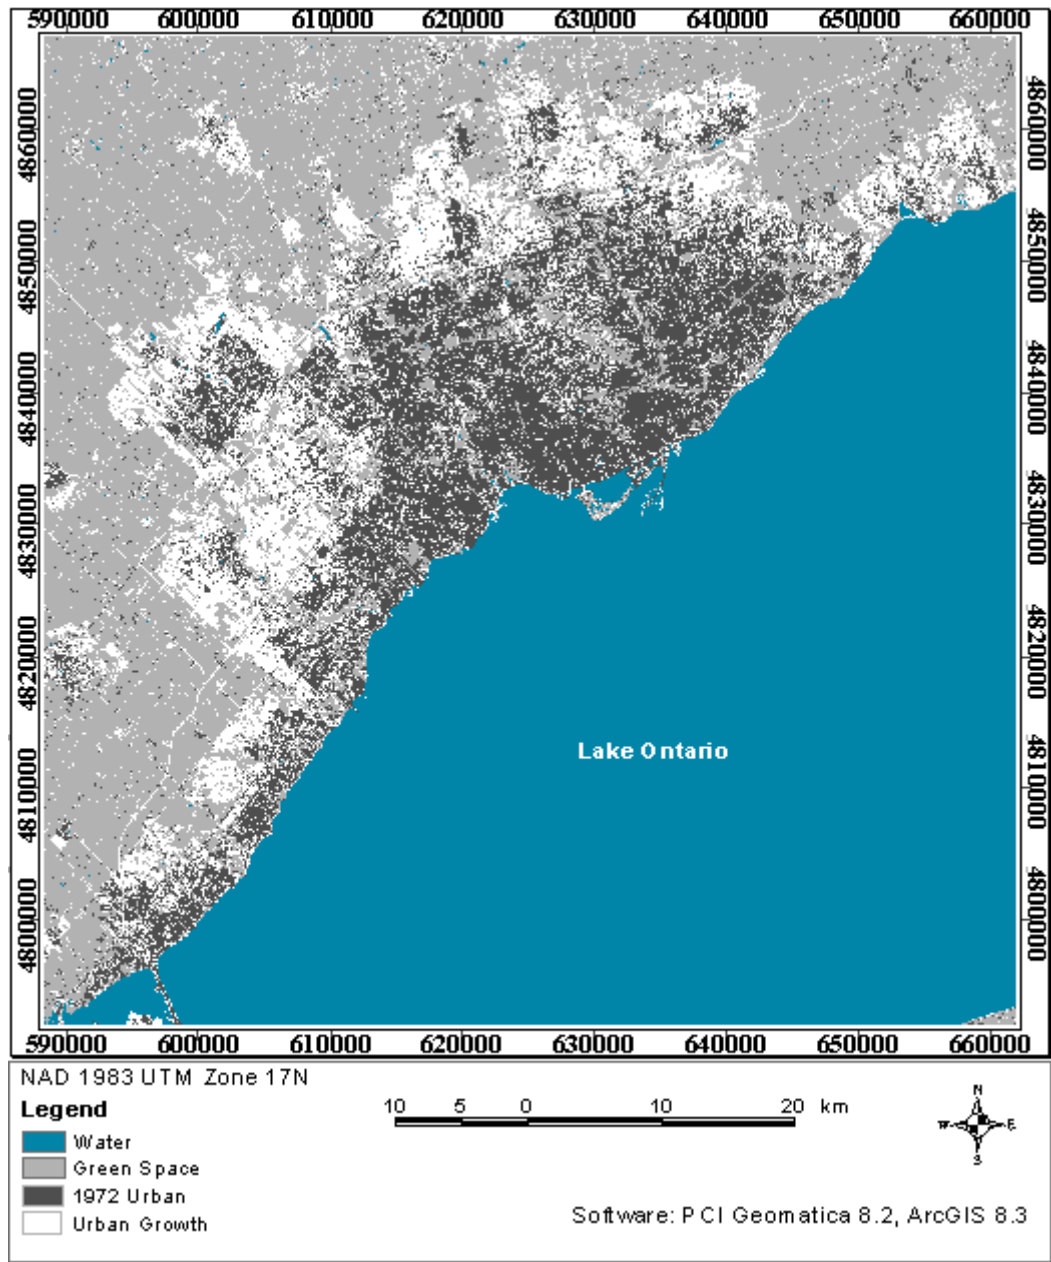 590000 600000 610000 620000 630000 640000 650000 660000
4860000 4860000
4850000 4850000
4840000 4840000
4830000 4830000
4820000 4820000
Lake Ontario
4810000 4810000
4800000 4800000
590000 600000 610000 620000 630000 640000 650000 660000
NAD 1983 UTM Zone 17N
Legend
10 5 0 10 20 km
N
W E
S
Water
Green Space
1972 Urban
Urban Growth
Software: PCI Geomatica 8.2, ArcGIS 8.3